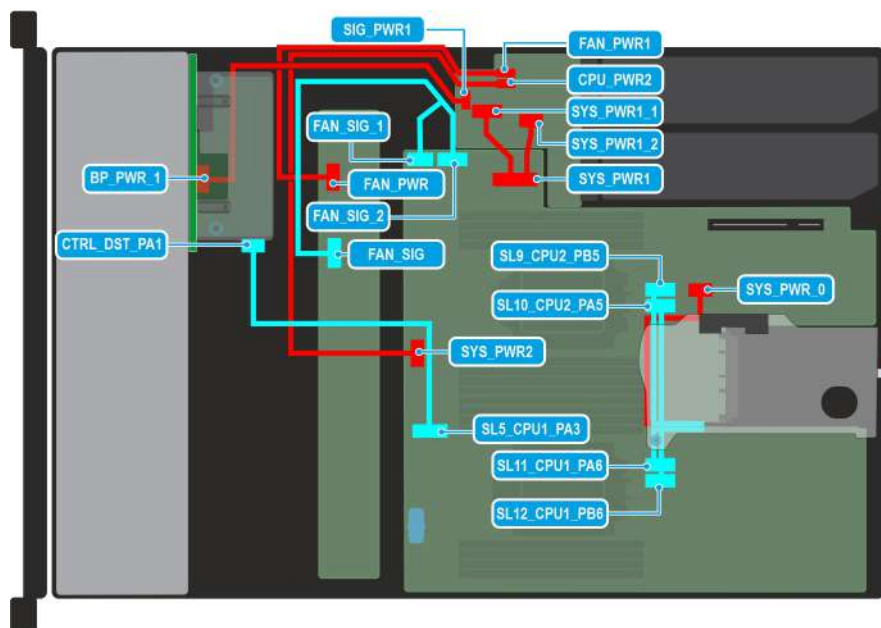 SIG_PWR1
FAN_PWR1
CPU_PWR2
SYS_PWR1_1
FAN_SIG_1
SYS_PWR1_2
BP_PWR_1
FAN_PWR
SYS_PWR1
FAN_SIG_2
CTRL_DST_PA1
FAN_SIG
SL9_CPU2_PB5
SYS_PWR_0
SL10_CPU2_PA5
SYS_PWR2
SL5_CPU1_PA3
SL11_CPU1_PA6
SL12_CPU1_PB6